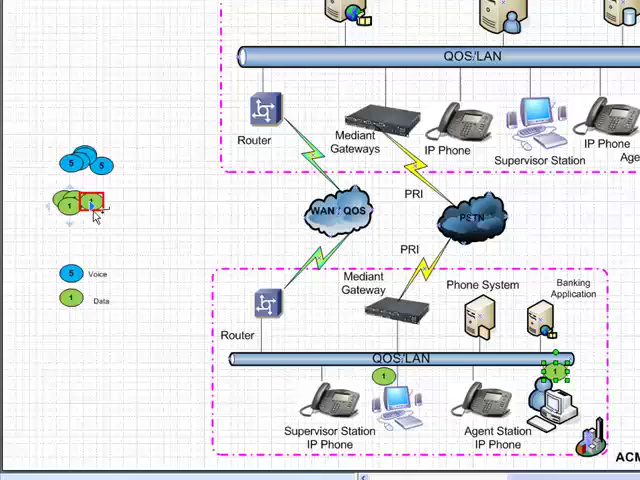 QOS/LAN
Router
Mediant
Gateways
IP Phone
Supervisor Station
IP Phone
Age
5
5
PRI
WAN / QOS
PSTN
1
1
PRI
5 Voice
1 Data
Mediant
Gateway
Phone System
Banking
Application
Router
QOS/LAN
1
1
Supervisor Station
IP Phone
Agent Station
IP Phone
ACM